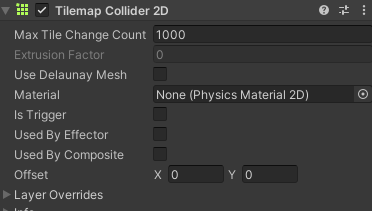 Tilemap Collider 2D
Max Tile Change Count 1000
Extrusion Factor 0
Use Delaunay Mesh
Material None (Physics Material 2D)
Is Trigger
Used By Effector
Used By Composite
Offset X 0 Y 0
Layer Overrides
Info